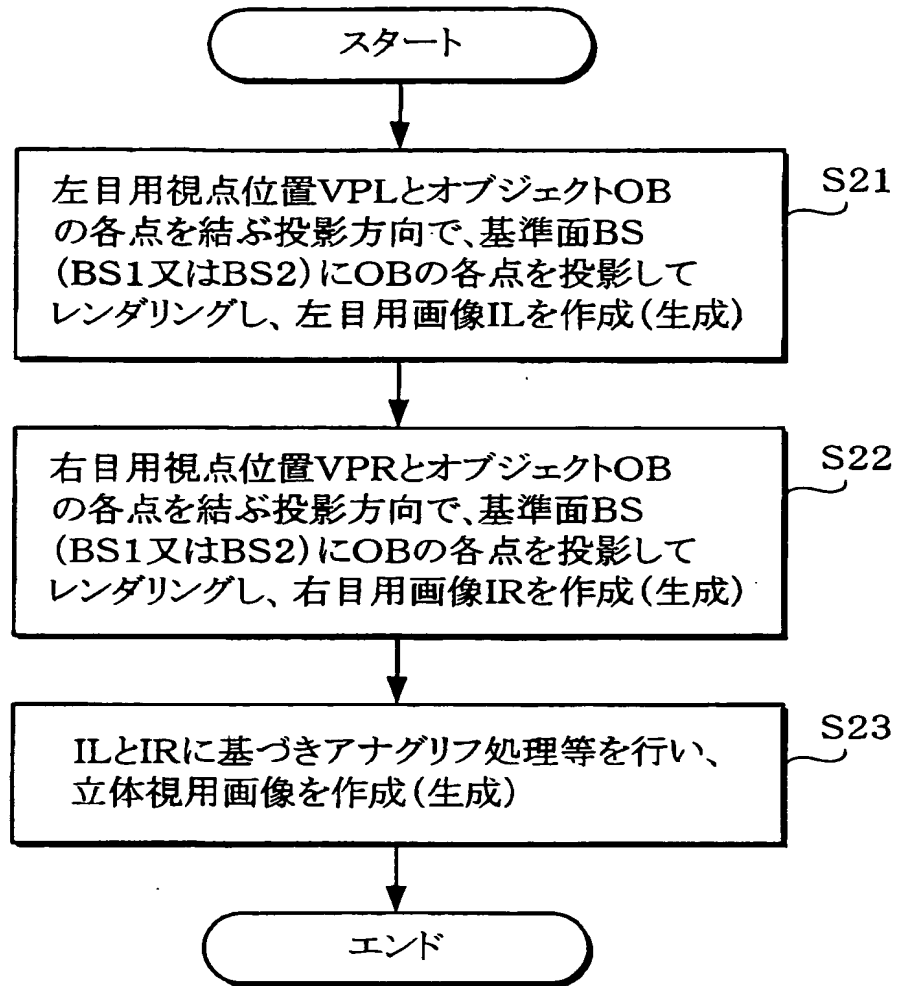 スタート
S21
左目用視点位置VPLとオブジェクトOB
の各点を結ぶ投影方向で、基準面BS
(BS1又はBS2)にOBの各点を投影して
レンダリングし、左目用画像ILを作成(生成)
S22
右目用視点位置VPRとオブジェクトOB
の各点を結ぶ投影方向で、基準面BS
(BS1又はBS2)にOBの各点を投影して
レンダリングし、右目用画像IRを作成(生成)
S23
ILとIRに基づきアナグリフ処理等を行い、
立体視用画像を作成(生成)
エンド